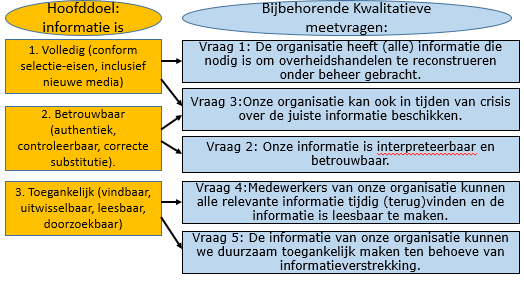 Hoofddoel:
informatie is
Bijbehorende Kwalitatieve
meetvragen:
1. Volledig (conform
selectie-eisen, inclusief
nieuwe media)
2. Betrouwbaar
(authentiek,
controleerbaar, correcte
substitutie).
3. Toegankelijk (vindbaar,
uitwisselbaar, leesbaar,
doorzoekbaar)
Vraag 1: De organisatie heeft (alle) informatie die
nodig is om overheidshandelen te reconstrueren
onder beheer gebracht.
Vraag 3:Onze organisatie kan ook in tijden van crisis
over de juiste informatie beschikken.
Vraag 2: Onze informatie is interpreteerbaar en
betrouwbaar.
Vraag 4:Medewerkers van onze organisatie kunnen
alle relevante informatie tijdig (terug)vinden en de
informatie is leesbaar te maken.
Vraag 5: De informatie van onze organisatie kunnen
we duurzaam toegankelijk maken ten behoeve van
informatieverstrekking.